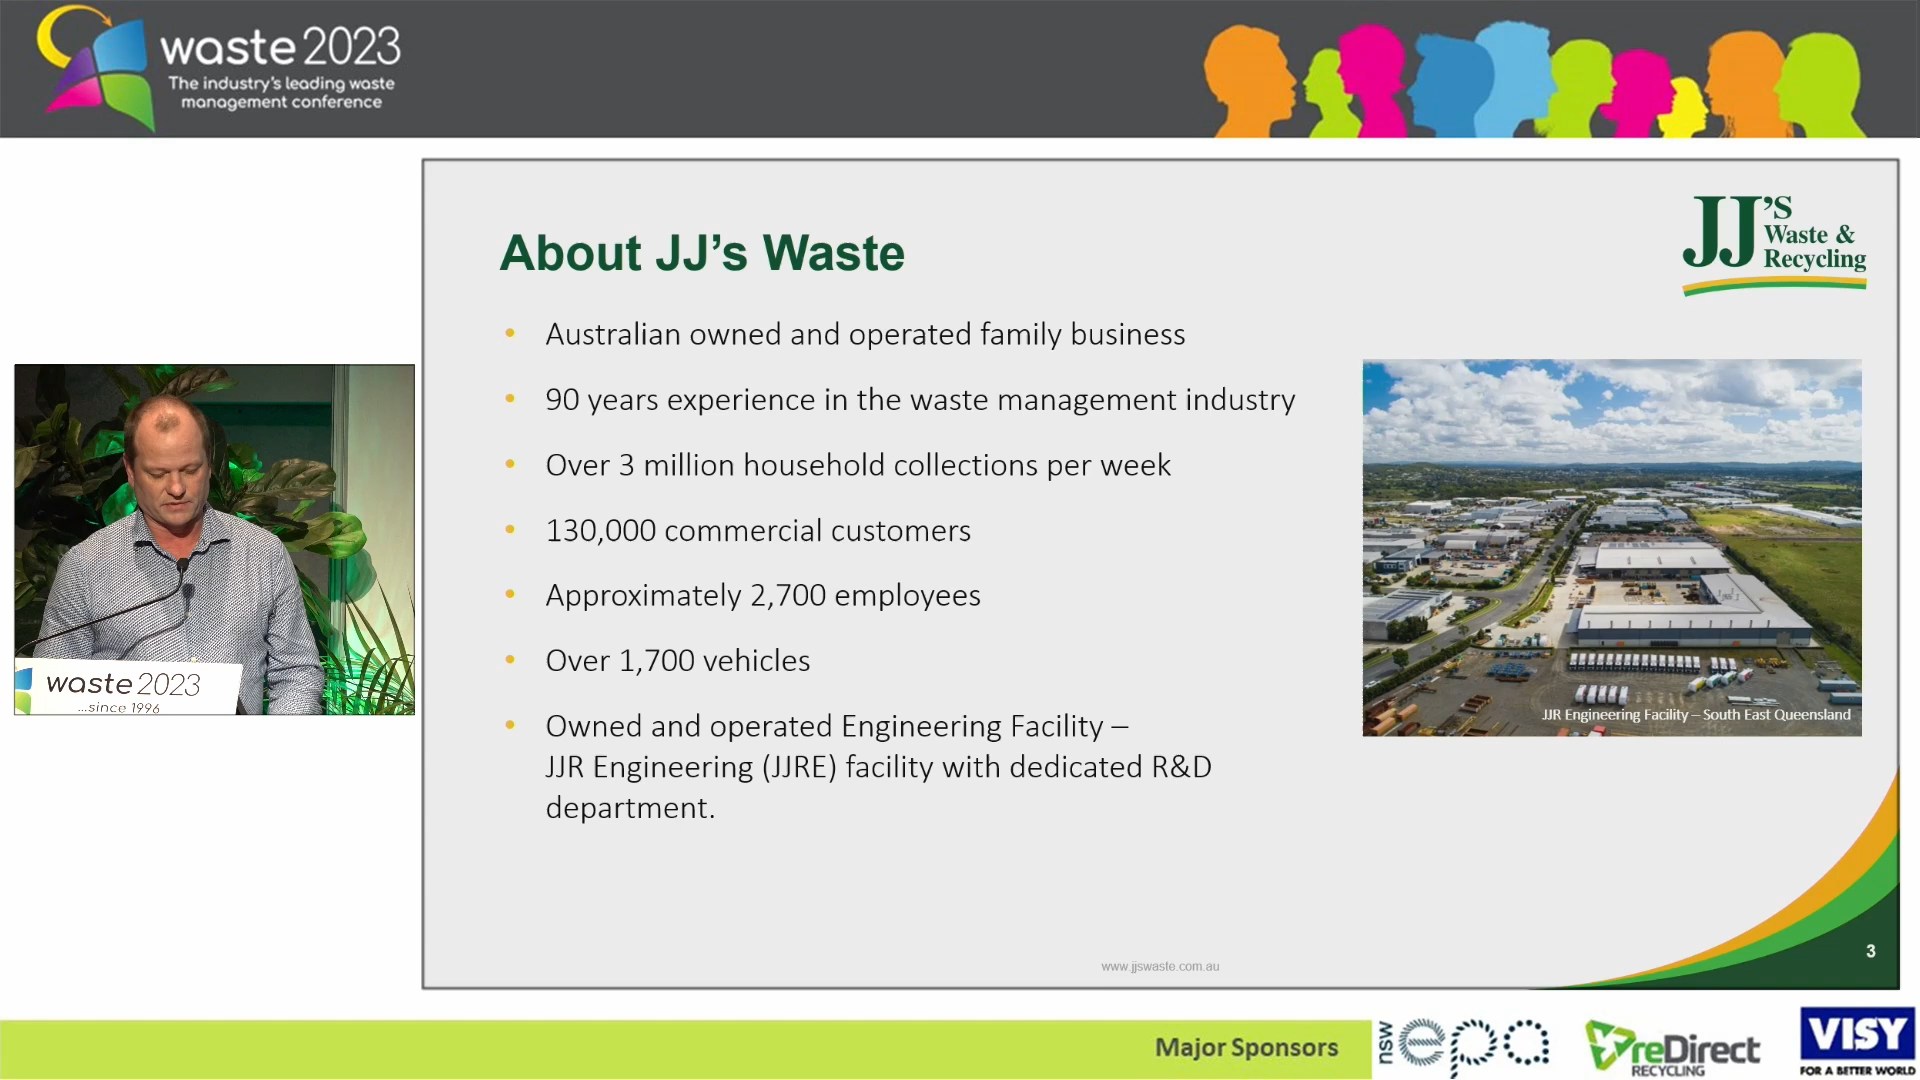 waste 2023
The industry's leading waste
management conference
About JJ's Waste
JJ'S
Waste &
Recycling
• Australian owned and operated family business
• 90 years experience in the waste management industry
• Over 3 million household collections per week
• 130,000 commercial customers
• Approximately 2,700 employees
• Over 1,700 vehicles
• Owned and operated Engineering Facility –
JJR Engineering (JJRE) facility with dedicated R&D
department.
JJR Engineering Facility – South East Queensland
waste 2023
...since 1996
www.jjswaste.com.au
3
Major Sponsors
nsw
epa
reDirect
RECYCLING
VISY
FOR A BETTER WORLD